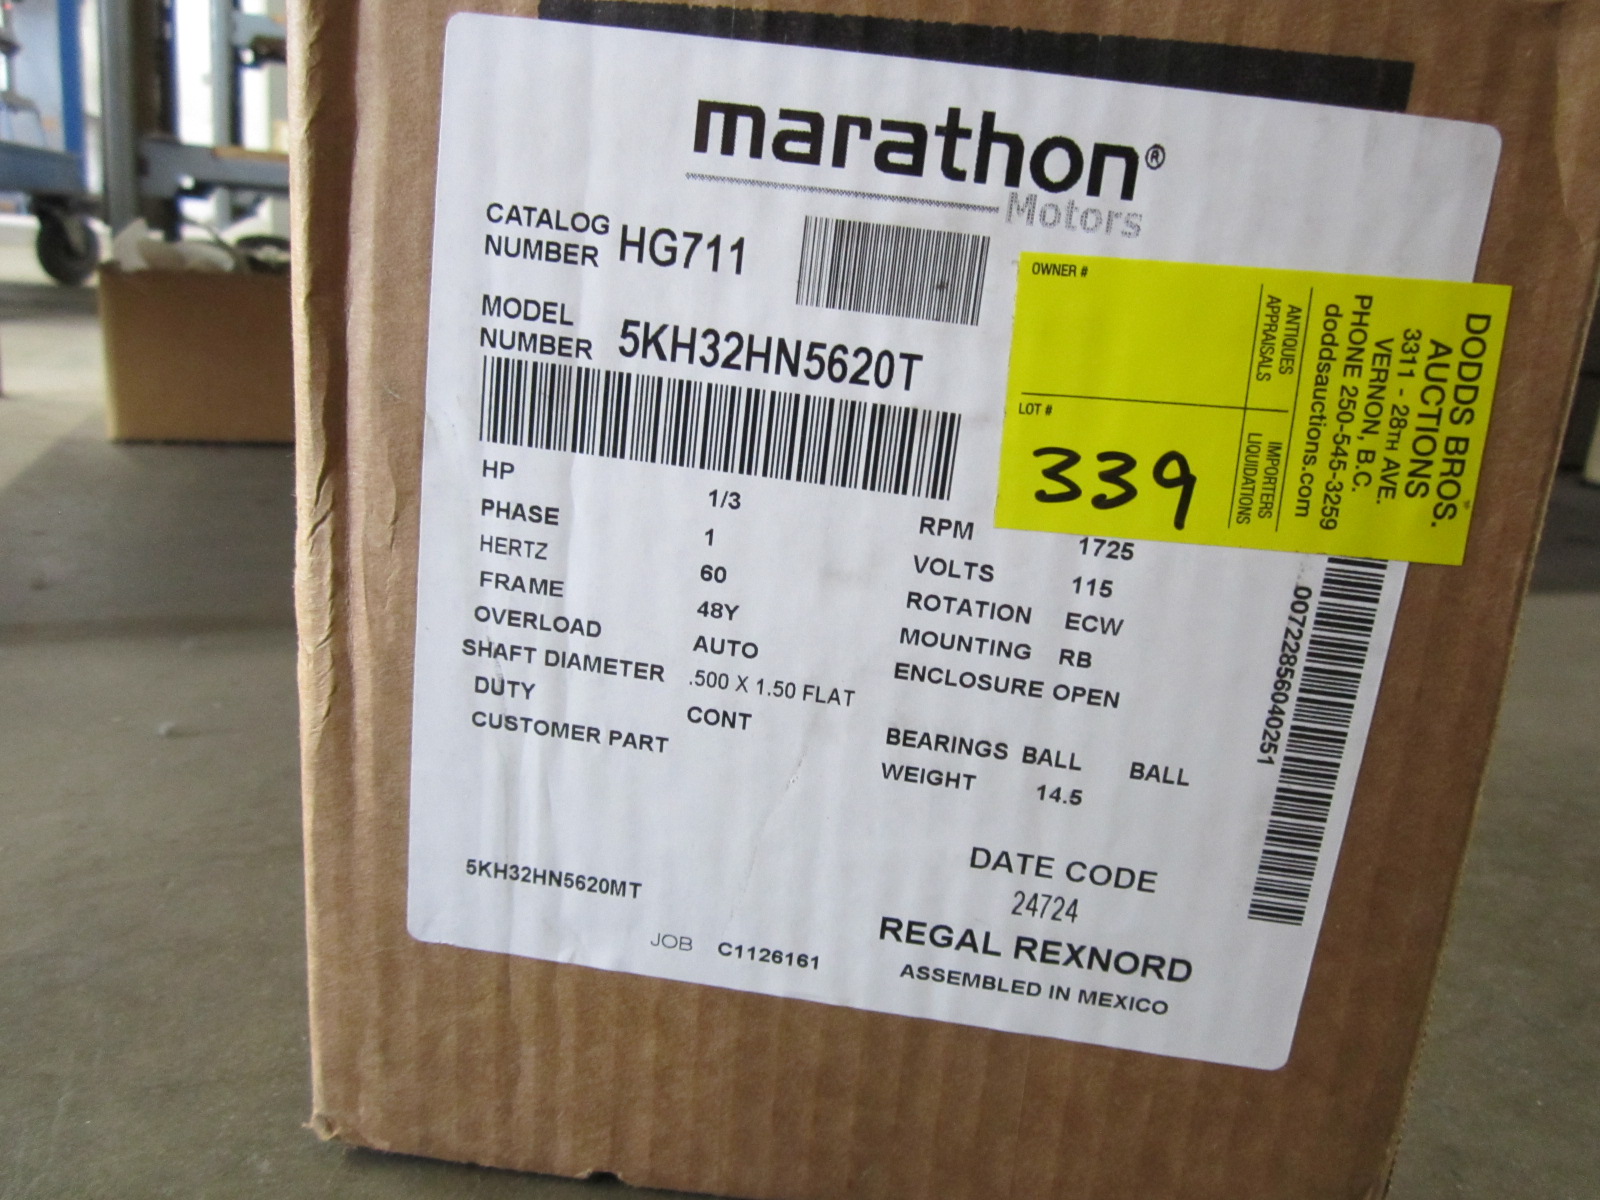 marathon®
Motors
CATALOG
NUMBER HG711
MODEL
NUMBER 5KH32HN5620T
HP 1/3
PHASE 1
HERTZ 60
FRAME 48Y
OVERLOAD AUTO
SHAFT DIAMETER .500 X 1.50 FLAT
DUTY CONT
CUSTOMER PART
RPM 1725
VOLTS 115
ROTATION ECW
MOUNTING RB
ENCLOSURE OPEN
BEARINGS BALL BALL
WEIGHT 14.5
5KH32HN5620MT
JOB C1126161
DATE CODE
24724
REGAL REXNORD
ASSEMBLED IN MEXICO
00722856040251
OWNER #
LOT #
339
DODDS BROS.
AUCTIONS
3311 - 28TH AVE.
VERNON, B.C.
PHONE 250-545-3259
doddsauctions.com
ANTIQUES IMPORTERS
APPRAISALS LIQUIDATIONS